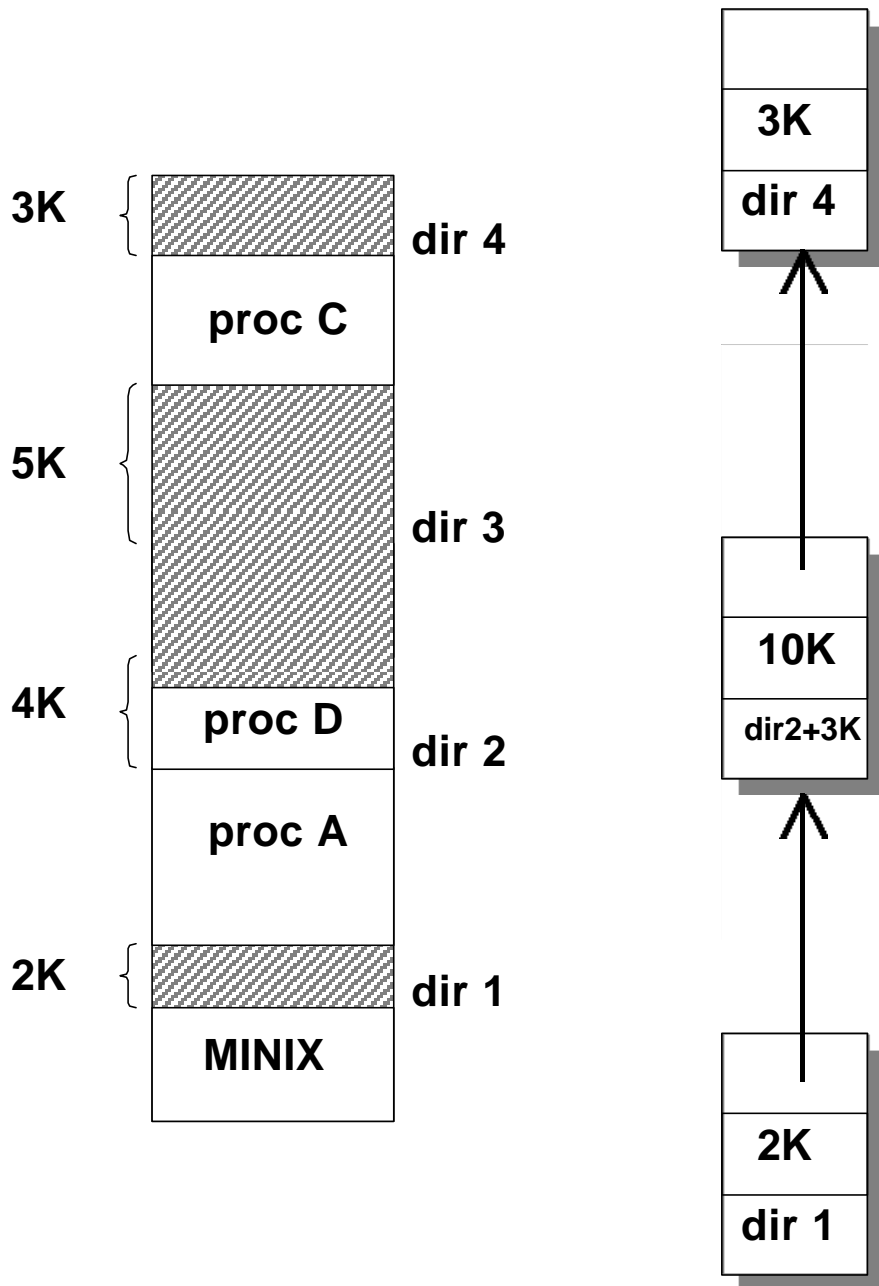 3K
dir 4
proc C
5K
dir 3
4K
proc D
dir 2
proc A
2K
dir 1
MINIX
3K
dir 4
10K
dir2+3K
2K
dir 1